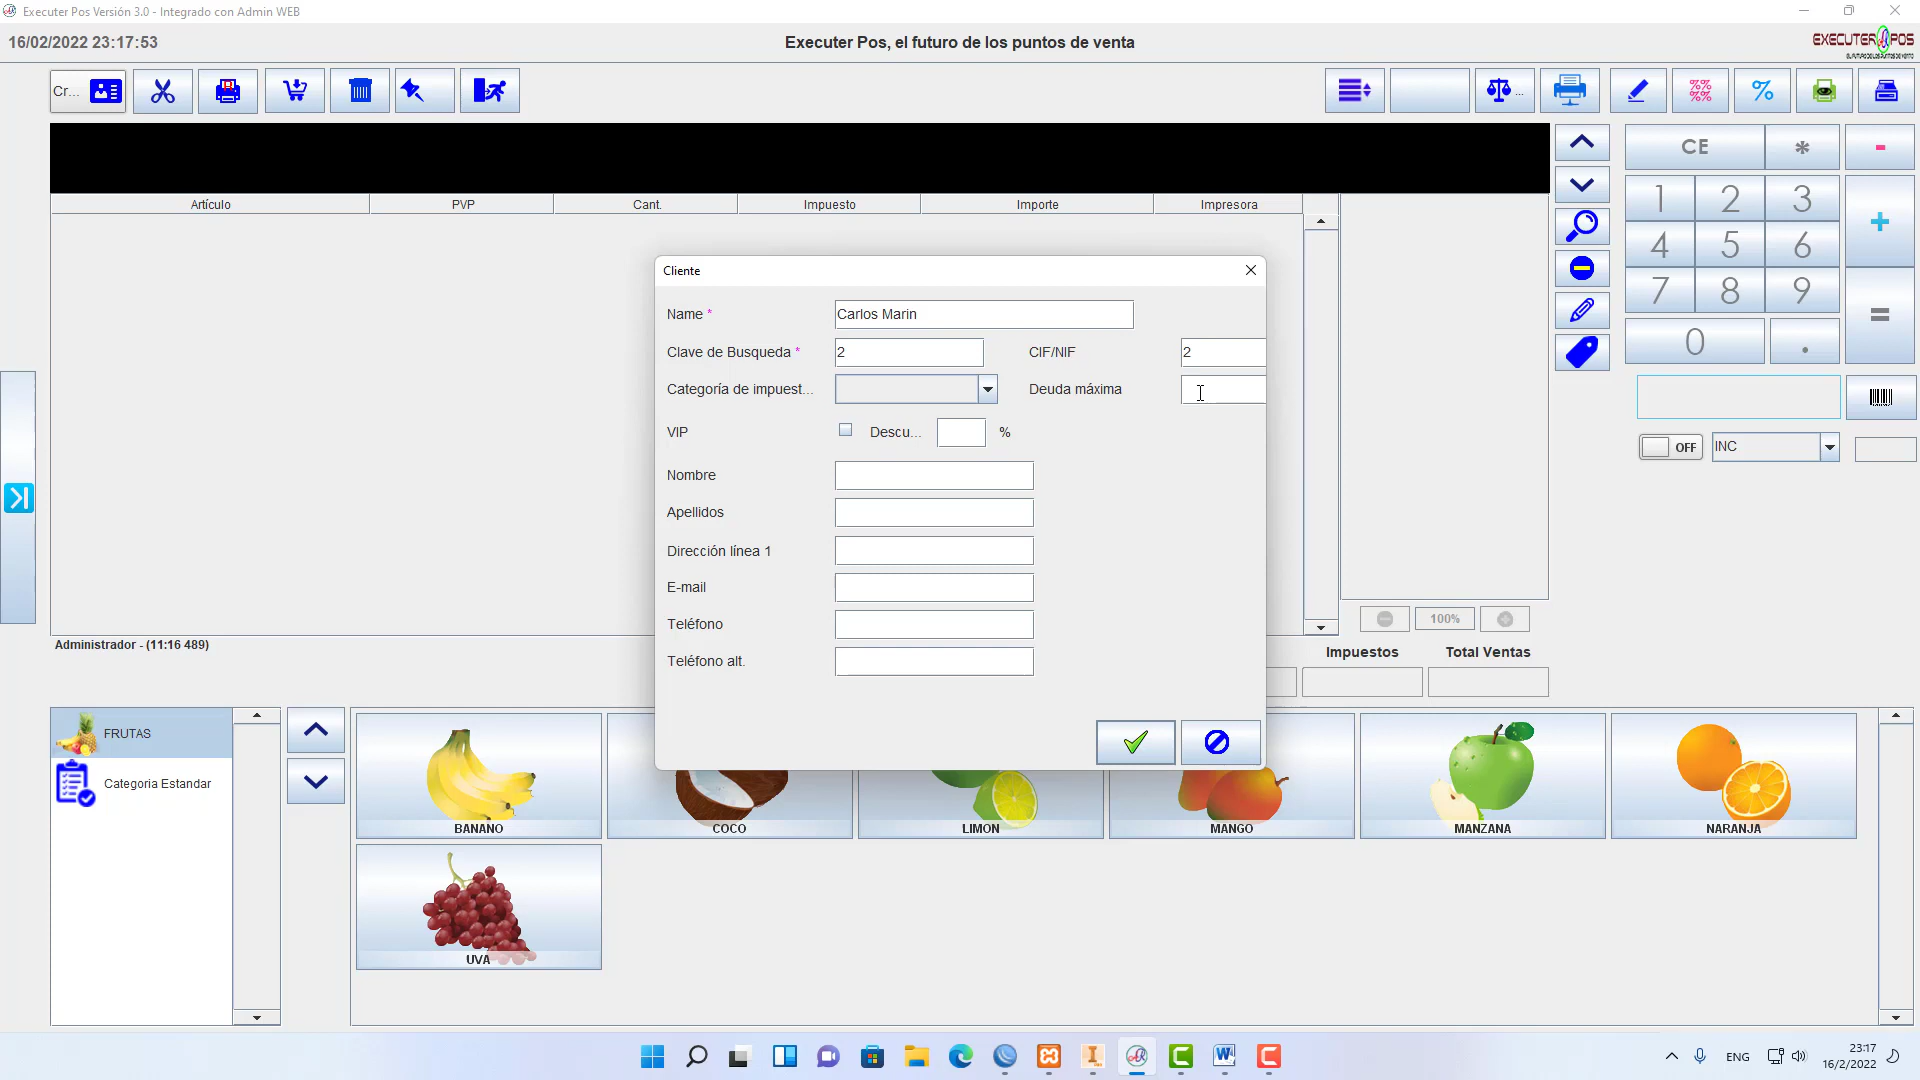 Executer Pos Versión 3.0 - Integrado con Admin WEB
16/02/2022 23:17:53
Executer Pos, el futuro de los puntos de venta
EXECUTER POS
Cr...
...
CE * -
1 2 3 +
4 5 6
7 8 9 =
0 .
Artículo PVP Cant. Impuesto Importe Impresora
Cliente
Name * Carlos Marin
Clave de Busqueda * 2 CIF/NIF 2
Categoría de impuest... Deuda máxima
VIP Descu... %
OFF INC
Nombre
Apellidos
Dirección línea 1
E-mail
Teléfono
Teléfono alt.
100%
Administrador - (11:16 489)
Impuestos Total Ventas
FRUTAS
Categoria Estandar
BANANO COCO LIMON MANGO MANZANA NARANJA
UVA
ENG
23:17
16/2/2022